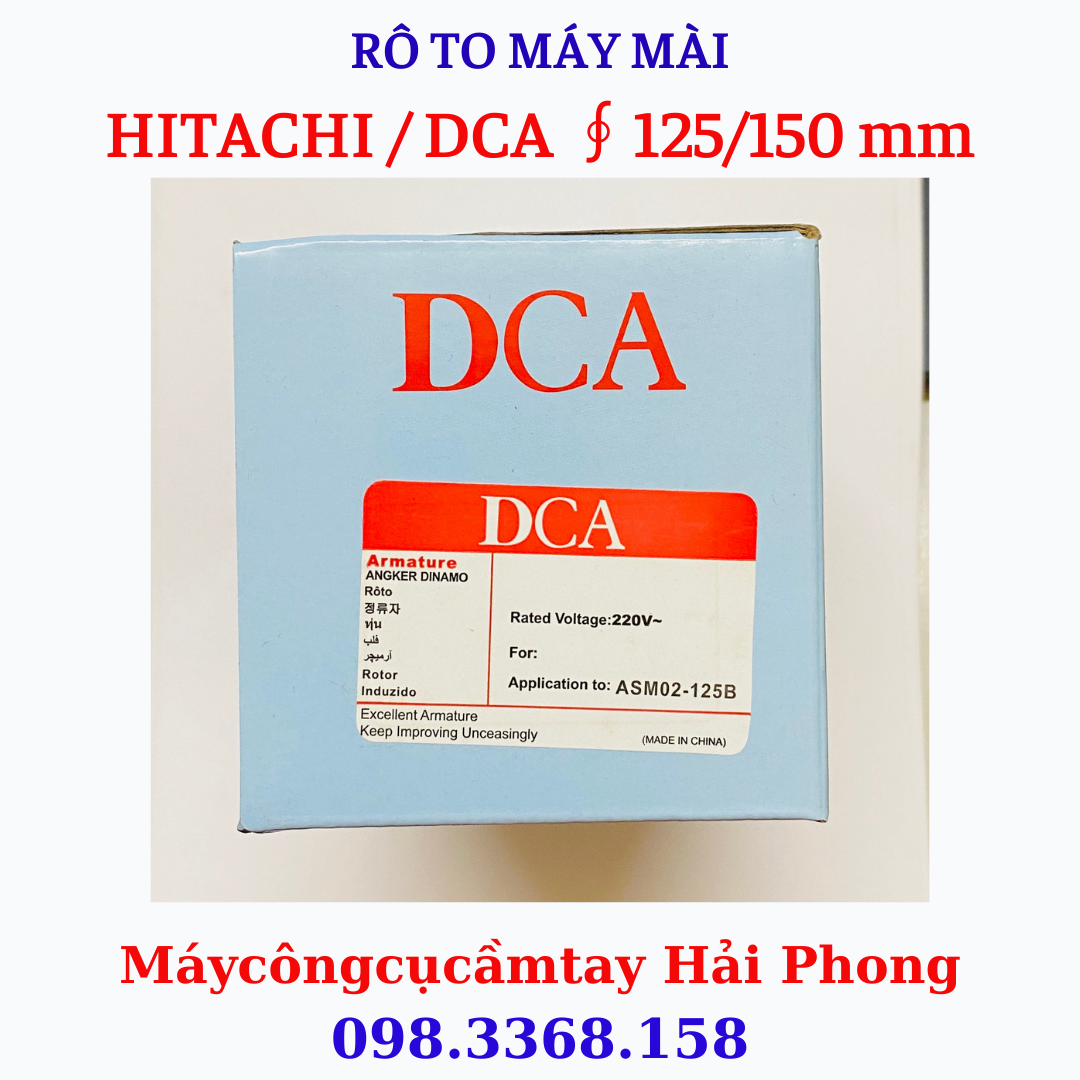 RÔ TO MÁY MÀI
HITACHI / DCA ∮ 125/150 mm
DCA
DCA
Armature
ANGKER DINAMO
Rôto
정류자
ทุ่น
قلب
آرمیچر
Rotor
Induzido
Rated Voltage:220V~
For:
Application to: ASM02-125B
Excellent Armature
Keep Improving Unceasingly
(MADE IN CHINA)
Máycôngcụcầmtay Hải Phong
098.3368.158